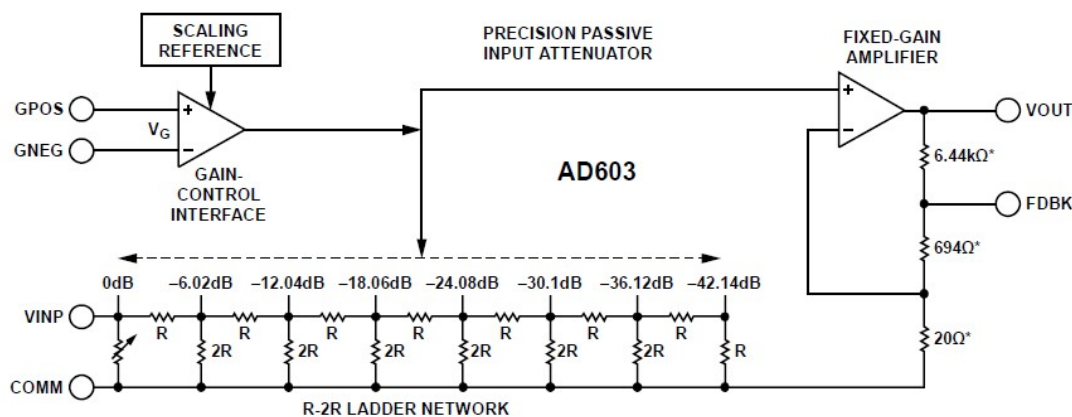 SCALING
REFERENCE
PRECISION PASSIVE
INPUT ATTENUATOR
FIXED-GAIN
AMPLIFIER
GPOS
+
VG
GNEG
−
GAIN-
CONTROL
INTERFACE
+
−
VOUT
6.44kΩ*
AD603
FDBK
694Ω*
0dB
−6.02dB
−12.04dB
−18.06dB
−24.08dB
−30.1dB
−36.12dB
−42.14dB
VINP
R
R
R
R
R
R
R
2R
2R
2R
2R
2R
2R
R
20Ω*
COMM
R-2R LADDER NETWORK